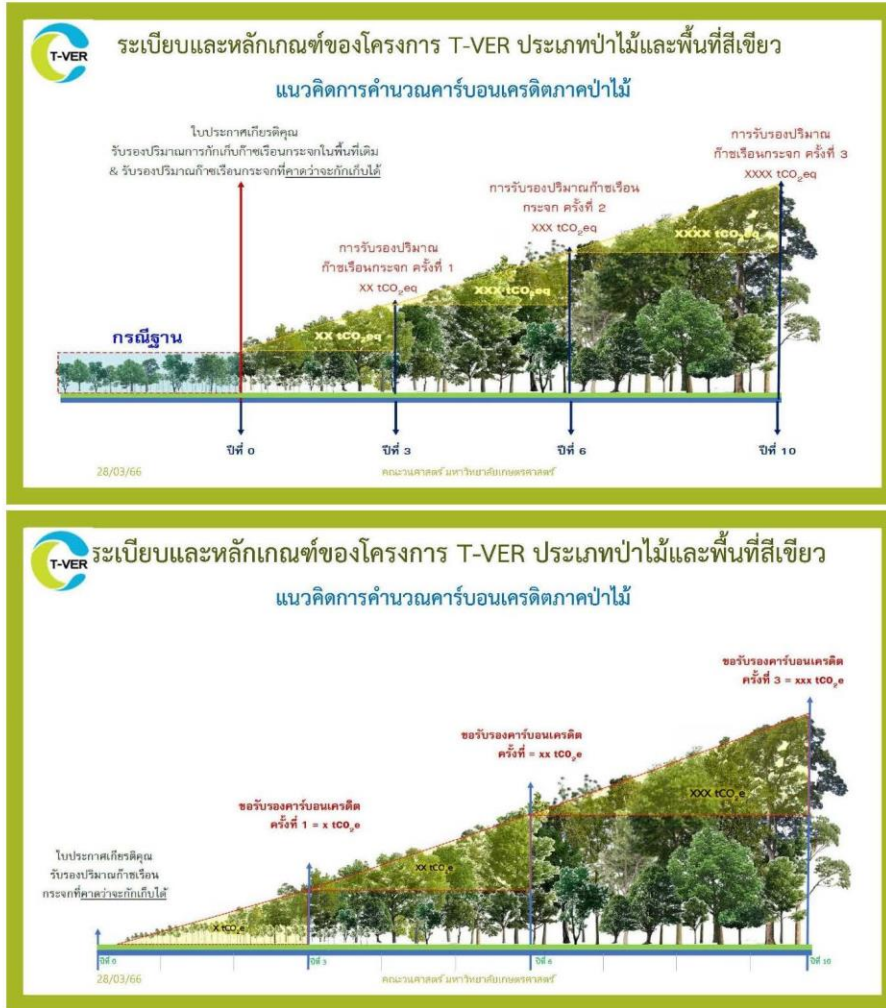 T-VER
ระเบียบและหลักเกณฑ์ของโครงการ T-VER ประเภทป่าไม้และพื้นที่สีเขียว
แนวคิดการคำนวณคาร์บอนเครดิตภาคป่าไม้
ใบประกาศเกียรติคุณ
รับรองปริมาณการกักเก็บก๊าซเรือนกระจกในพื้นที่เดิม
& รับรองปริมาณก๊าซเรือนกระจกที่คาดว่าจะกักเก็บได้
การรับรองปริมาณ
ก๊าซเรือนกระจก ครั้งที่ 3
XXXX tCO₂eq
การรับรองปริมาณก๊าซเรือน
กระจก ครั้งที่ 2
XXX tCO₂eq
การรับรองปริมาณ
ก๊าซเรือนกระจก ครั้งที่ 1
XX tCO₂eq
XXXX tCO₂eq
XXX tCO₂eq
XX tCO₂eq
กรณีฐาน
ปีที่ 0
ปีที่ 3
ปีที่ 6
ปีที่ 10
28/03/66
คณะวนศาสตร์ มหาวิทยาลัยเกษตรศาสตร์
T-VER
ระเบียบและหลักเกณฑ์ของโครงการ T-VER ประเภทป่าไม้และพื้นที่สีเขียว
แนวคิดการคำนวณคาร์บอนเครดิตภาคป่าไม้
ขอรับรองคาร์บอนเครดิต
ครั้งที่ 3 = xxx tCO₂e
ขอรับรองคาร์บอนเครดิต
ครั้งที่ = xx tCO₂e
ขอรับรองคาร์บอนเครดิต
ครั้งที่ 1 = x tCO₂e
ใบประกาศเกียรติคุณ
รับรองปริมาณก๊าซเรือน
กระจกที่คาดว่าจะกักเก็บได้
XXX tCO₂e
XX tCO₂e
X tCO₂e
ปีที่ 0
ปีที่ 3
ปีที่ 6
ปีที่ 10
28/03/66
คณะวนศาสตร์ มหาวิทยาลัยเกษตรศาสตร์